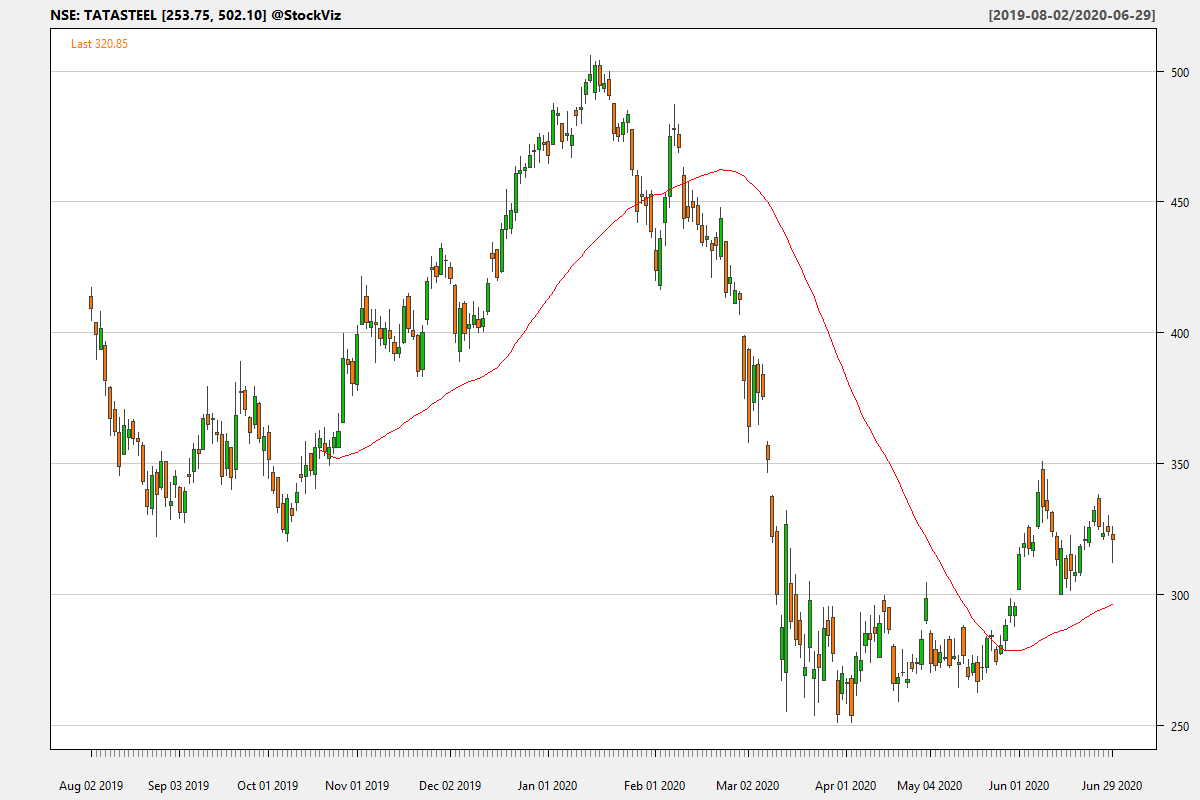 NSE: TATASTEEL [253.75, 502.10] @StockViz
[2019-08-02/2020-06-29]
Last 320.85
500
450
400
350
300
250
Aug 02 2019
Sep 03 2019
Oct 01 2019
Nov 01 2019
Dec 02 2019
Jan 01 2020
Feb 01 2020
Mar 02 2020
Apr 01 2020
May 04 2020
Jun 01 2020
Jun 29 2020